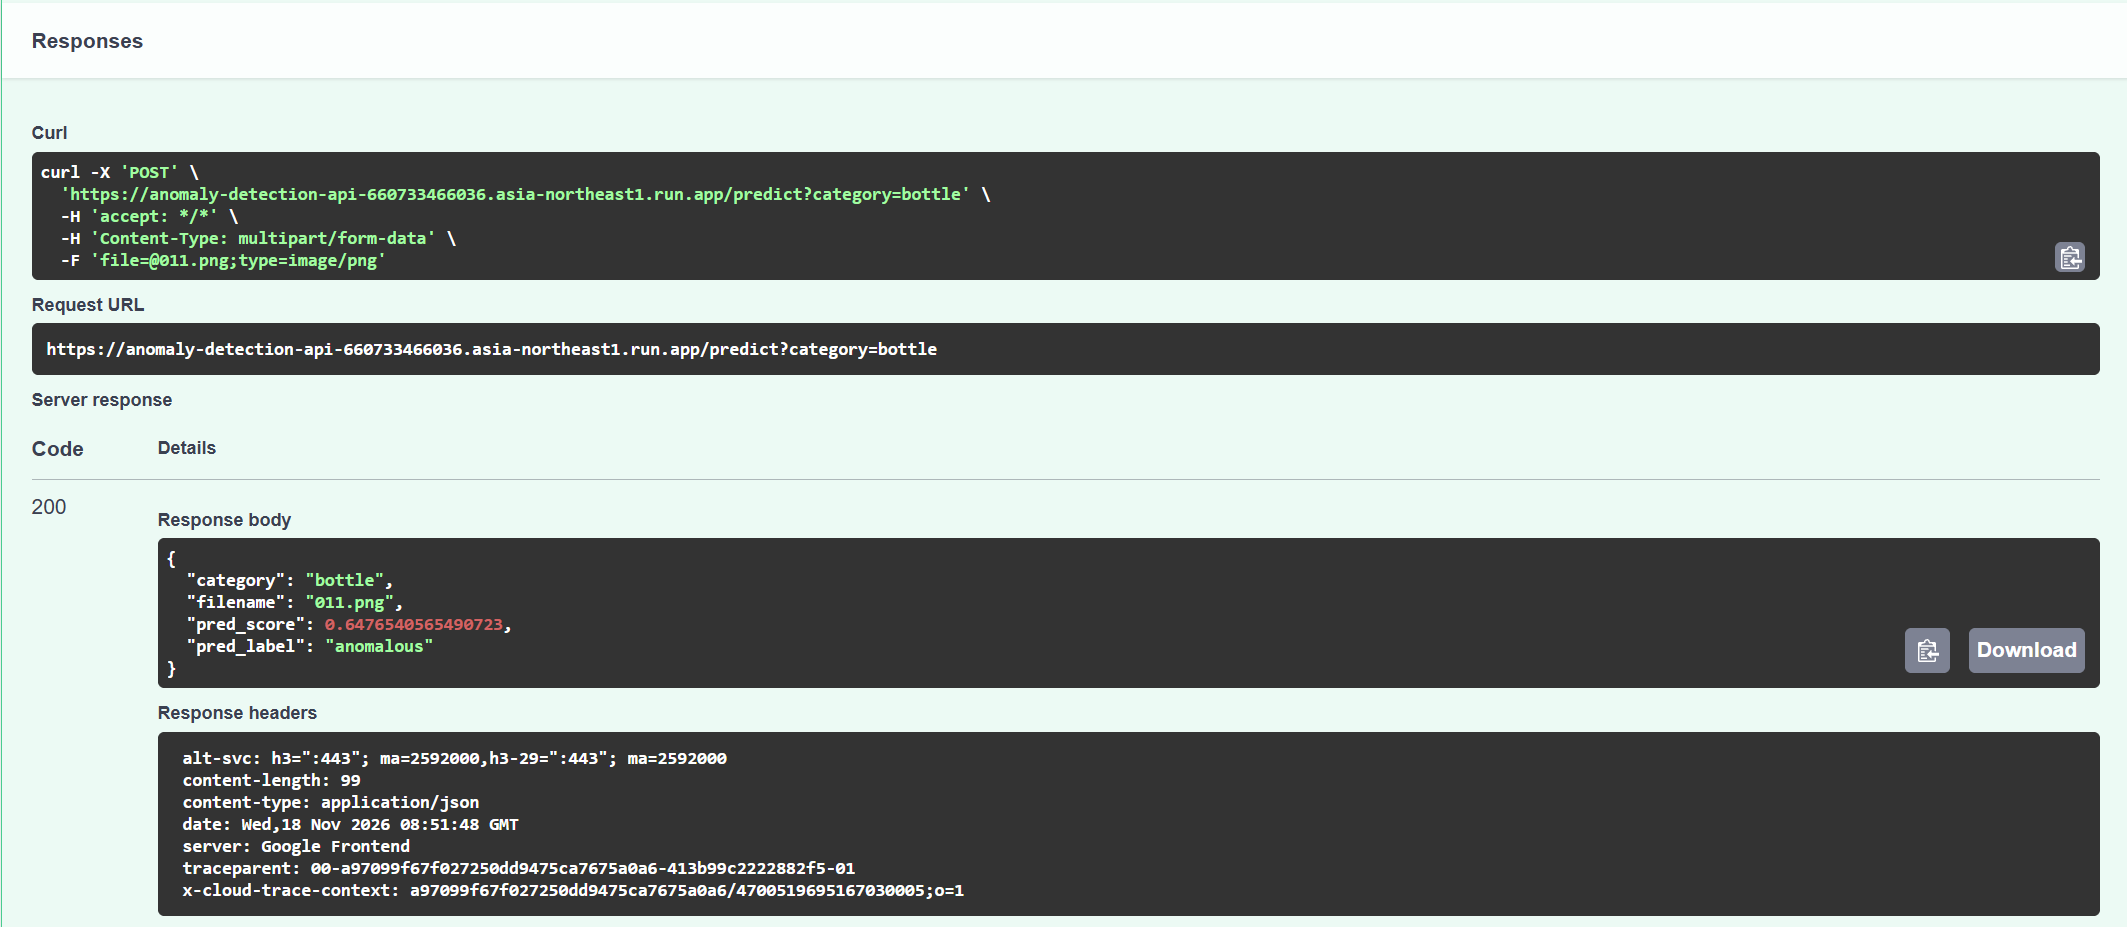 Responses
Curl
curl -X 'POST' \
  'https://anomaly-detection-api-660733466036.asia-northeast1.run.app/predict?category=bottle' \
  -H 'accept: */*' \
  -H 'Content-Type: multipart/form-data' \
  -F 'file=@011.png;type=image/png'
Request URL
https://anomaly-detection-api-660733466036.asia-northeast1.run.app/predict?category=bottle
Server response
Code Details
200
Response body
{
  "category": "bottle",
  "filename": "011.png",
  "pred_score": 0.6476540565490723,
  "pred_label": "anomalous"
}
Download
Response headers
alt-svc: h3=":443"; ma=2592000,h3-29=":443"; ma=2592000
content-length: 99
content-type: application/json
date: Wed,18 Nov 2026 08:51:48 GMT
server: Google Frontend
traceparent: 00-a97099f67f027250dd9475ca7675a0a6-413b99c2222882f5-01
x-cloud-trace-context: a97099f67f027250dd9475ca7675a0a6/4700519695167030005;o=1